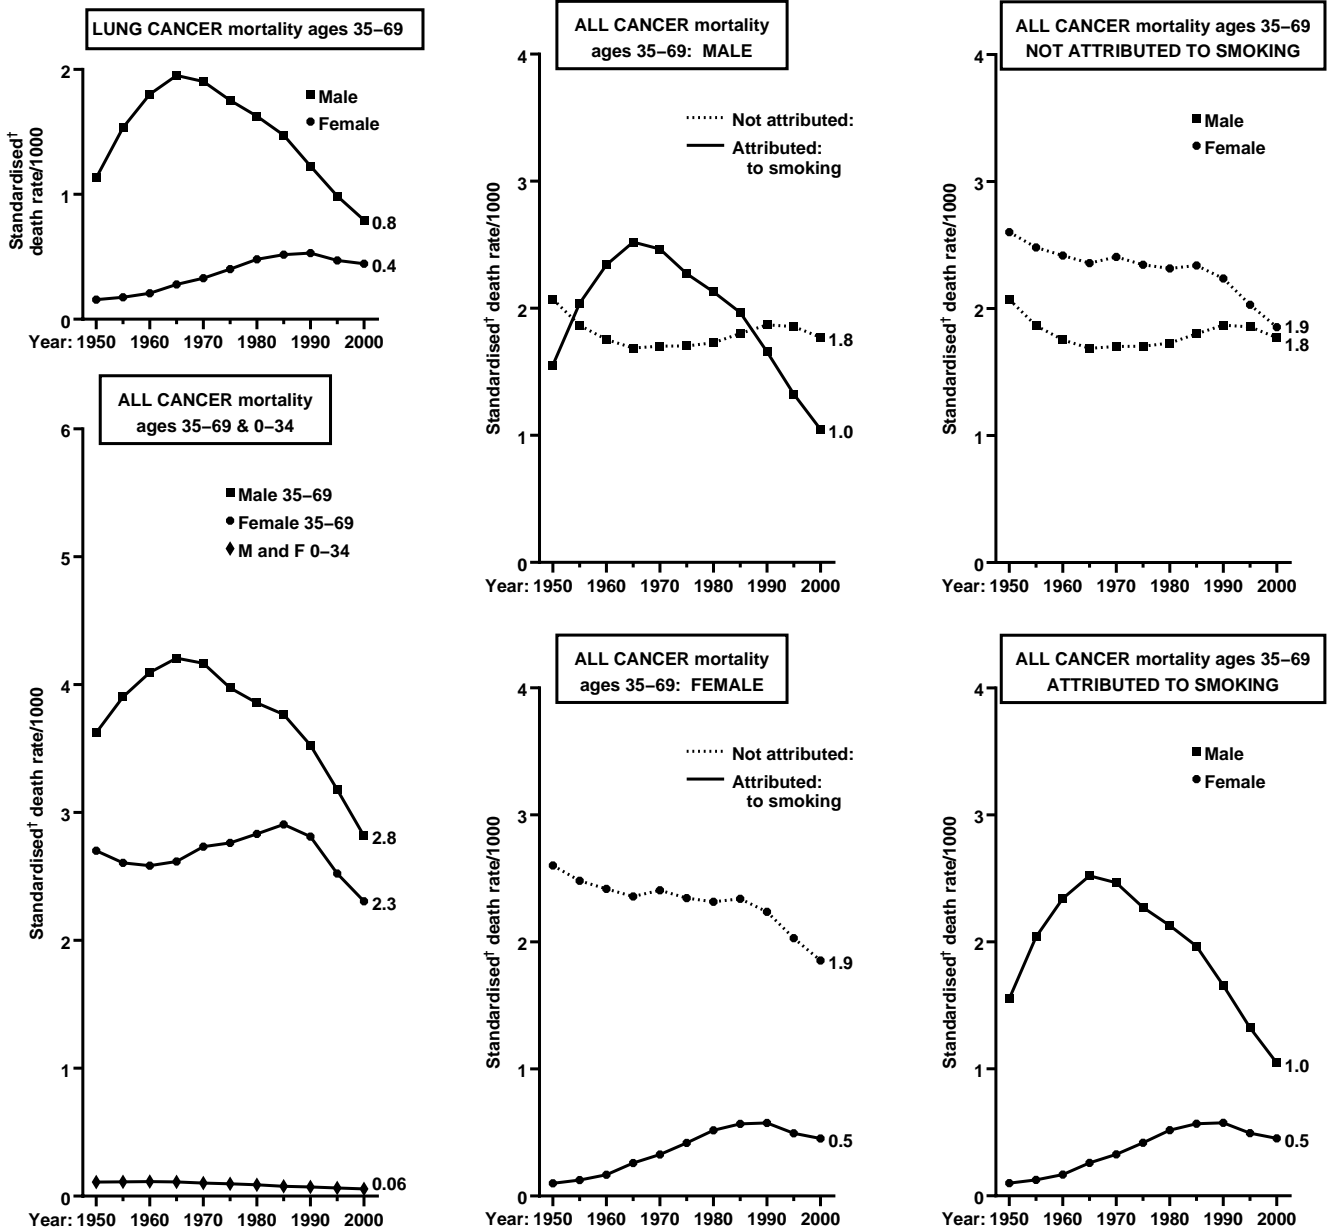 LUNG CANCER mortality ages 35–69
2
1
0
Standardised†
death rate/1000
Male
Female
0.8
0.4
Year: 1950 1960 1970 1980 1990 2000
ALL CANCER mortality
ages 35–69 & 0–34
6
5
4
3
2
1
0
Standardised† death rate/1000
Male 35–69
Female 35–69
M and F 0–34
2.8
2.3
0.06
Year: 1950 1960 1970 1980 1990 2000
ALL CANCER mortality
ages 35–69: MALE
4
3
2
1
0
Standardised† death rate/1000
Not attributed:
Attributed:
to smoking
1.8
1.0
Year: 1950 1960 1970 1980 1990 2000
ALL CANCER mortality
ages 35–69: FEMALE
4
3
2
1
0
Standardised† death rate/1000
Not attributed:
Attributed:
to smoking
1.9
0.5
Year: 1950 1960 1970 1980 1990 2000
ALL CANCER mortality ages 35–69
NOT ATTRIBUTED TO SMOKING
4
3
2
1
0
Standardised† death rate/1000
Male
Female
1.9
1.8
Year: 1950 1960 1970 1980 1990 2000
ALL CANCER mortality ages 35–69
ATTRIBUTED TO SMOKING
4
3
2
1
0
Standardised† death rate/1000
Male
Female
1.0
0.5
Year: 1950 1960 1970 1980 1990 2000